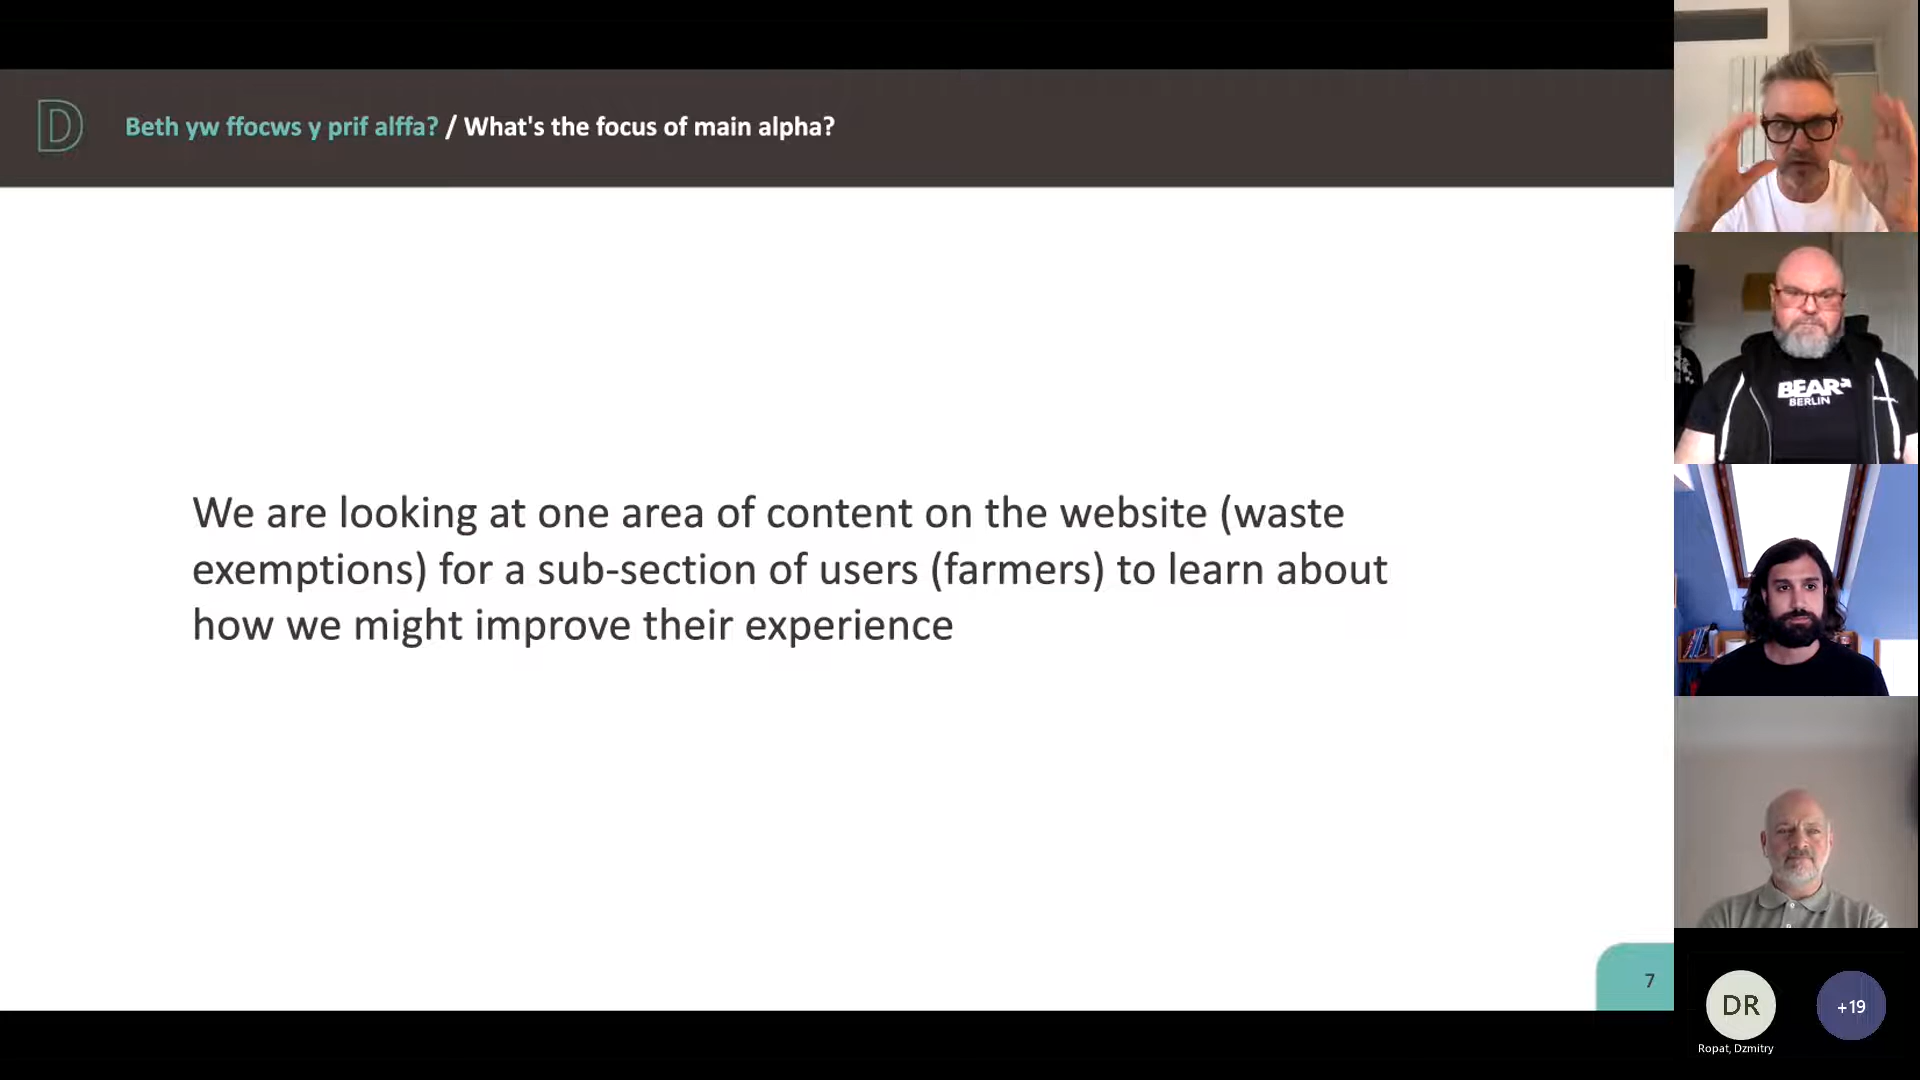 D
Beth yw ffocws y prif alffa? / What's the focus of main alpha?
We are looking at one area of content on the website (waste
exemptions) for a sub-section of users (farmers) to learn about
how we might improve their experience
7
BEAR
BERLIN
DR
+19
Ropat, Dzmitry